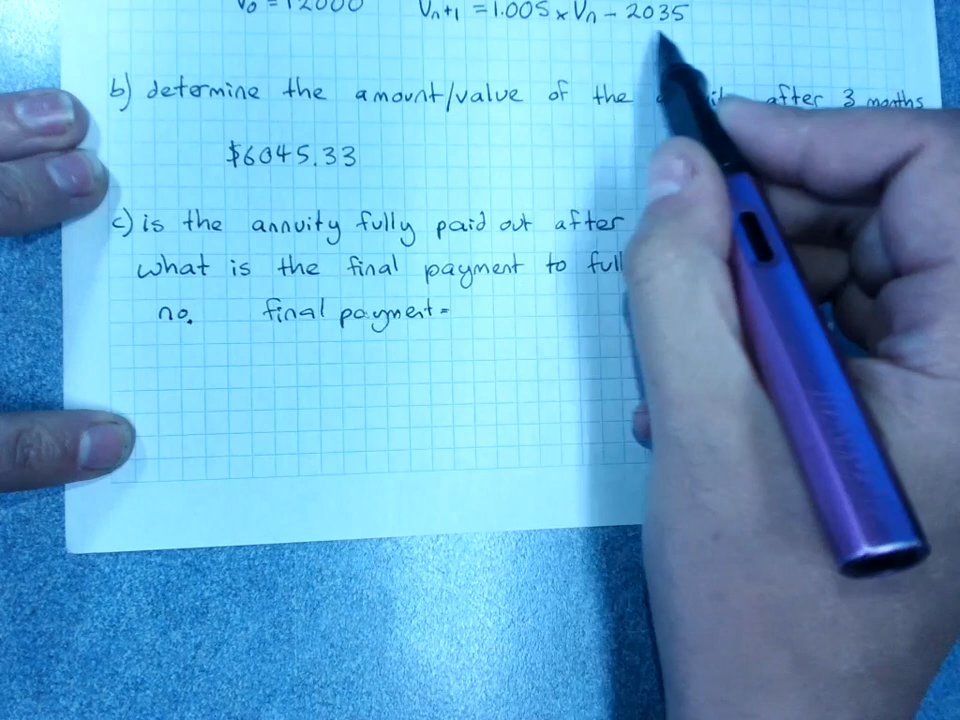 V₀ = 12000 Vn+1 = 1.005 × Vn − 2035
b) determine the amount/value of the after 3 months
$6045.33
c) is the annuity fully paid out after
what is the final payment to full
no. final payment=